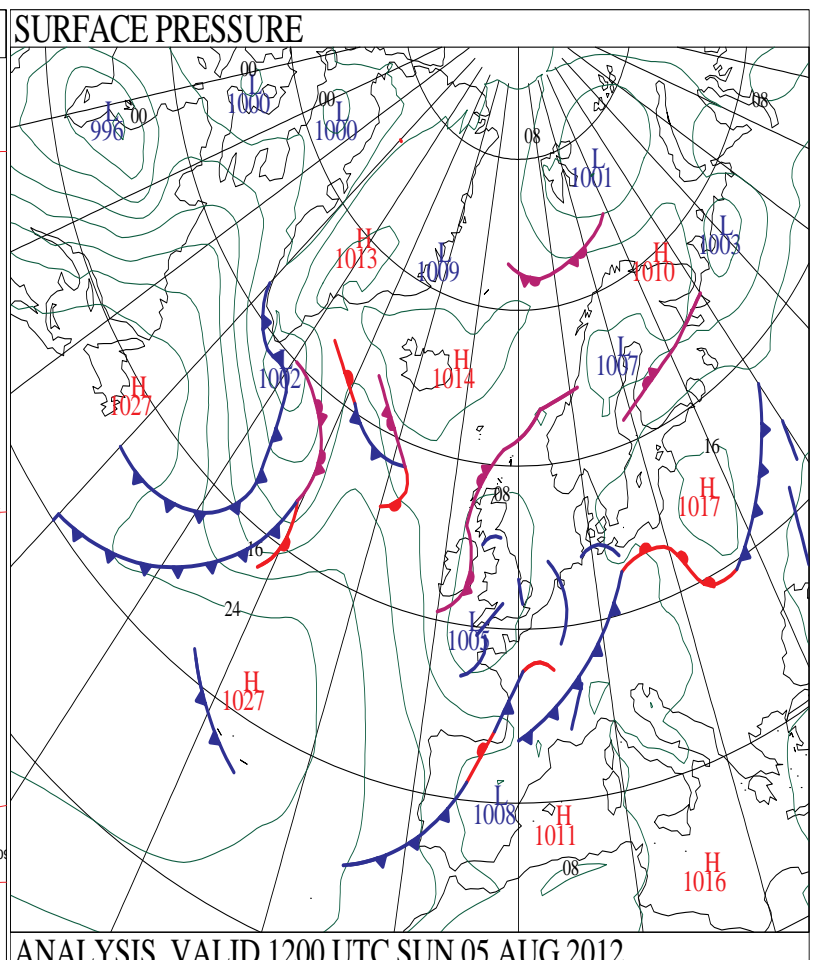 SURFACE PRESSURE
00
L
1000
L
996
00
00
L
1000
08
08
L
1001
L
1003
H
1013
L
1009
H
1010
L
1002
H
1014
L
1007
H
1027
16
08
H
1017
16
24
L
1005
H
1027
L
1008
H
1011
08
H
1016
ANALYSIS VALID 1200 UTC SUN 05 AUG 2012